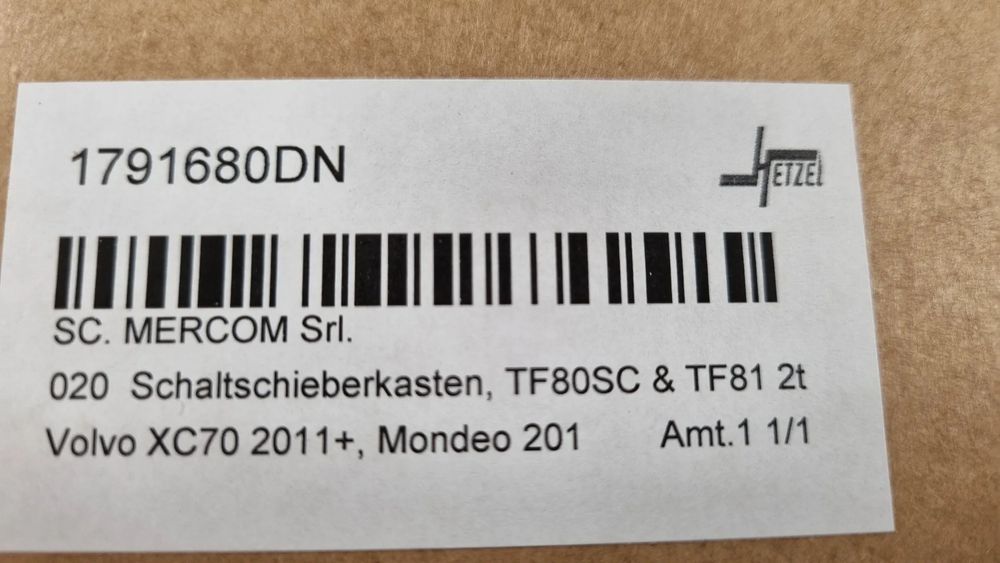 1791680DN
HETZEL
SC. MERCOM Srl.
020 Schaltschieberkasten, TF80SC & TF81 2t
Volvo XC70 2011+, Mondeo 201 Amt.1 1/1